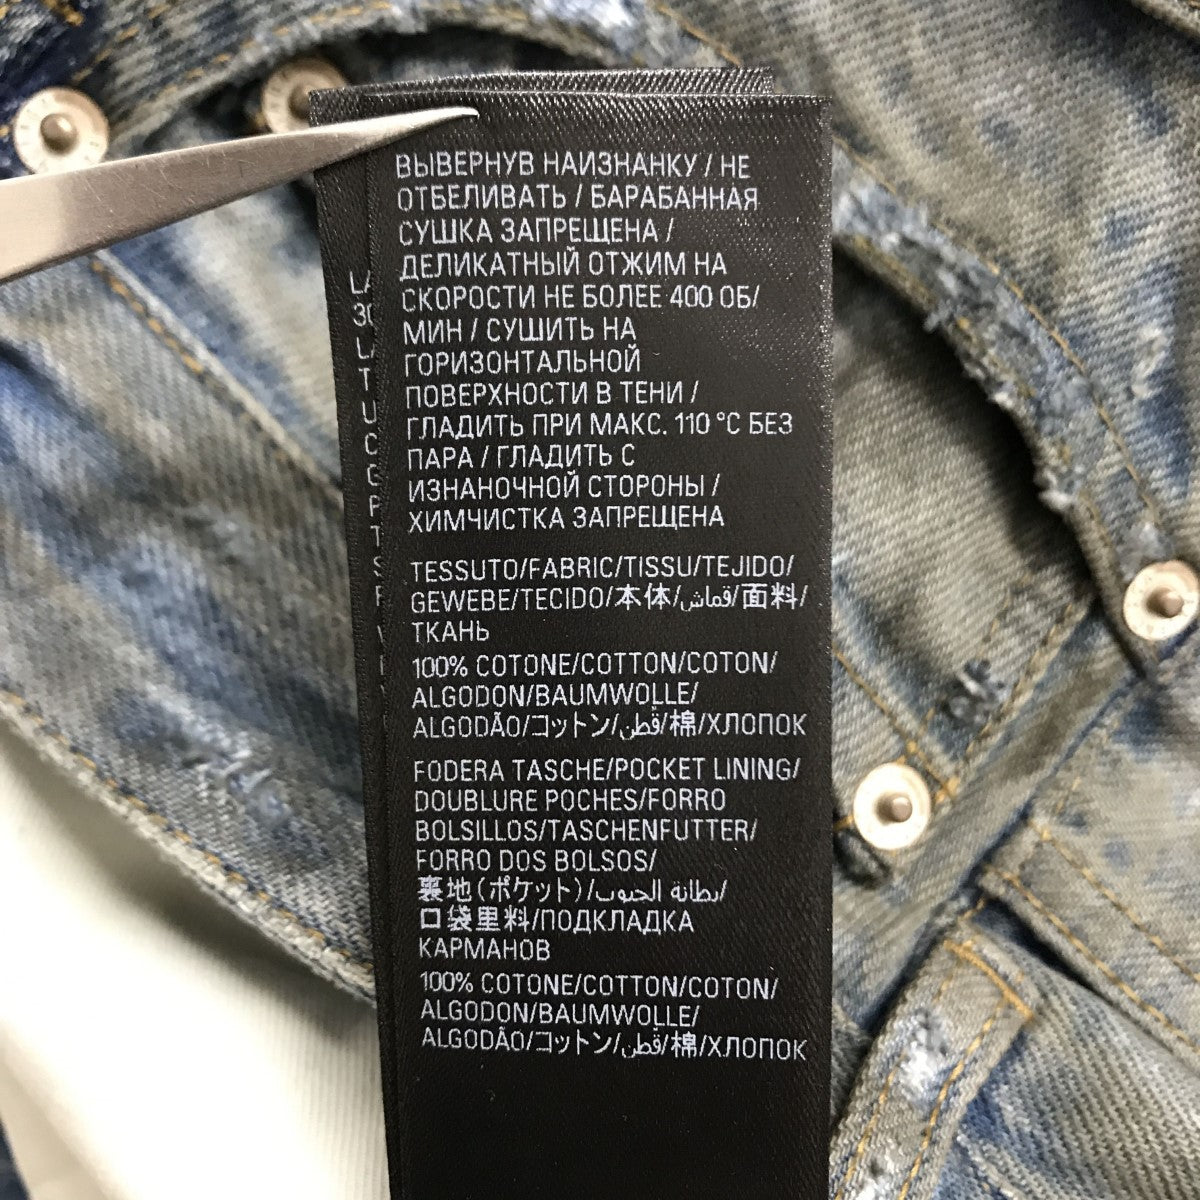 ВЫВЕРНУВ НАИЗНАНКУ / НЕ
ОТБЕЛИВАТЬ / БАРАБАННАЯ
СУШКА ЗАПРЕЩЕНА /
ДЕЛИКАТНЫЙ ОТЖИМ НА
СКОРОСТИ НЕ БОЛЕЕ 400 ОБ/
МИН / СУШИТЬ НА
ГОРИЗОНТАЛЬНОЙ
ПОВЕРХНОСТИ В ТЕНИ /
ГЛАДИТЬ ПРИ МАКС. 110 °C БЕЗ
ПАРА / ГЛАДИТЬ С
ИЗНАНОЧНОЙ СТОРОНЫ /
ХИМЧИСТКА ЗАПРЕЩЕНА
TESSUTO/FABRIC/TISSU/TEJIDO/
GEWEBE/TECIDO/本体/قماش/面料/
ТКАНЬ
100% COTONE/COTTON/COTON/
ALGODON/BAUMWOLLE/
ALGODÃO/コットン/قطن/棉/ХЛОПОК
FODERA TASCHE/POCKET LINING/
DOUBLURE POCHES/FORRO
BOLSILLOS/TASCHENFUTTER/
FORRO DOS BOLSOS/
裏地(ポケット)/بطانة الجيوب/
口袋里料/ПОДКЛАДКА
КАРМАНОВ
100% COTONE/COTTON/COTON/
ALGODON/BAUMWOLLE/
ALGODÃO/コットン/قطن/棉/ХЛОПОК